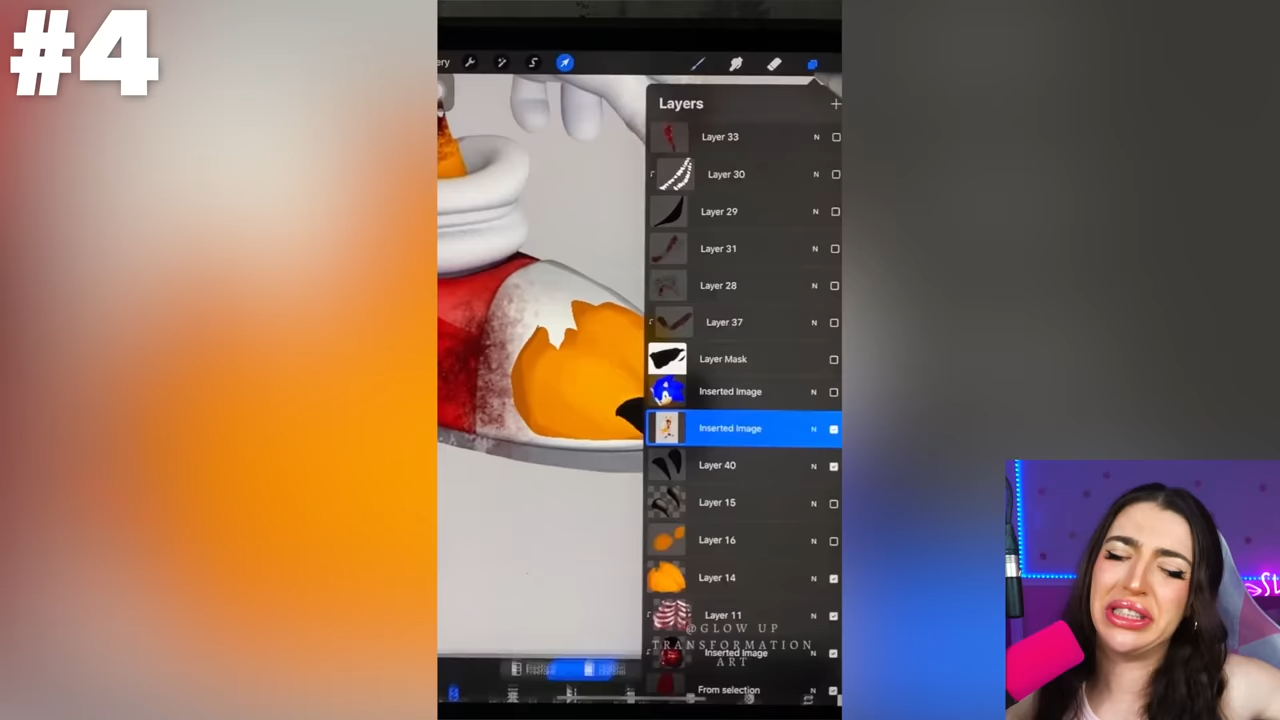 #4
ery
Layers
Layer 33 N
Layer 30 N
Layer 29 N
Layer 31 N
Layer 28 N
Layer 37 N
Layer Mask
Inserted Image N
Inserted Image N
Layer 40 N
Layer 15 N
Layer 16 N
Layer 14 N
Layer 11 N
@GLOW UP
TRANSFORMATION
ART
Inserted Image N
From selection N